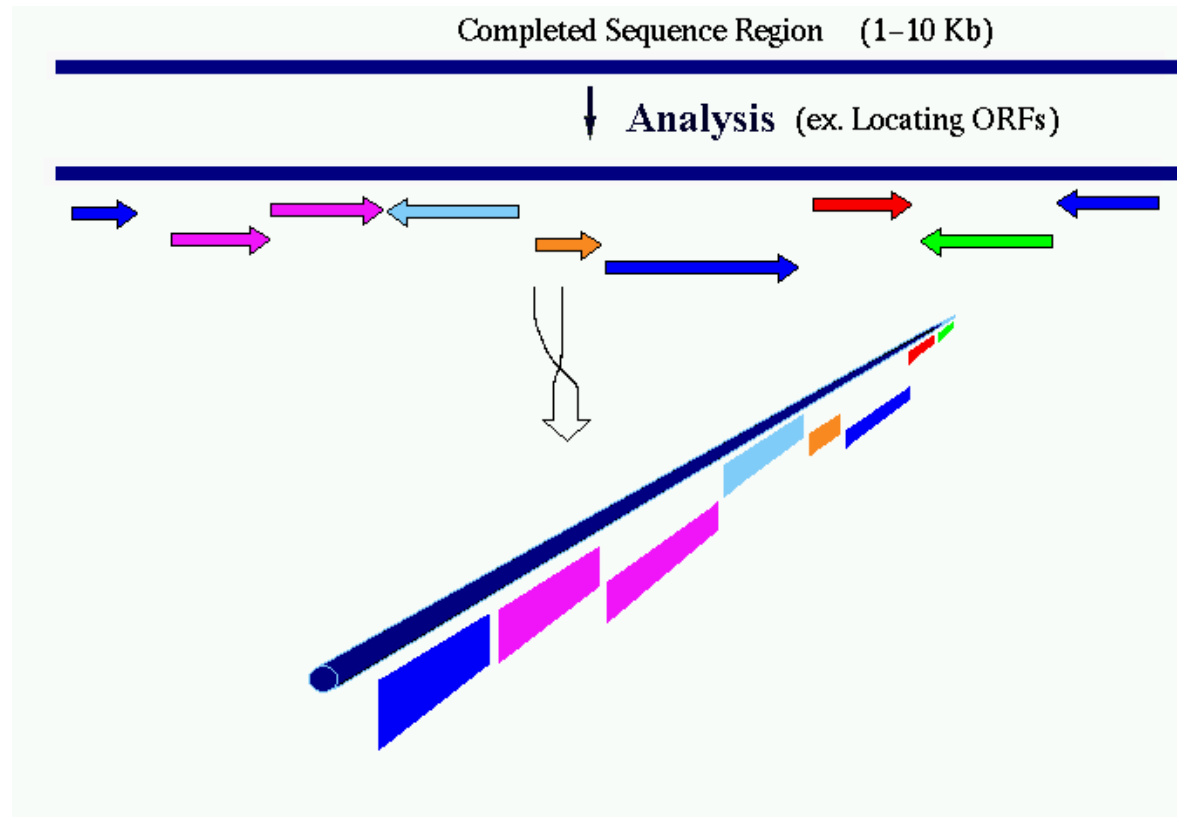 Completed Sequence Region (1–10 Kb)
Analysis (ex. Locating ORFs)